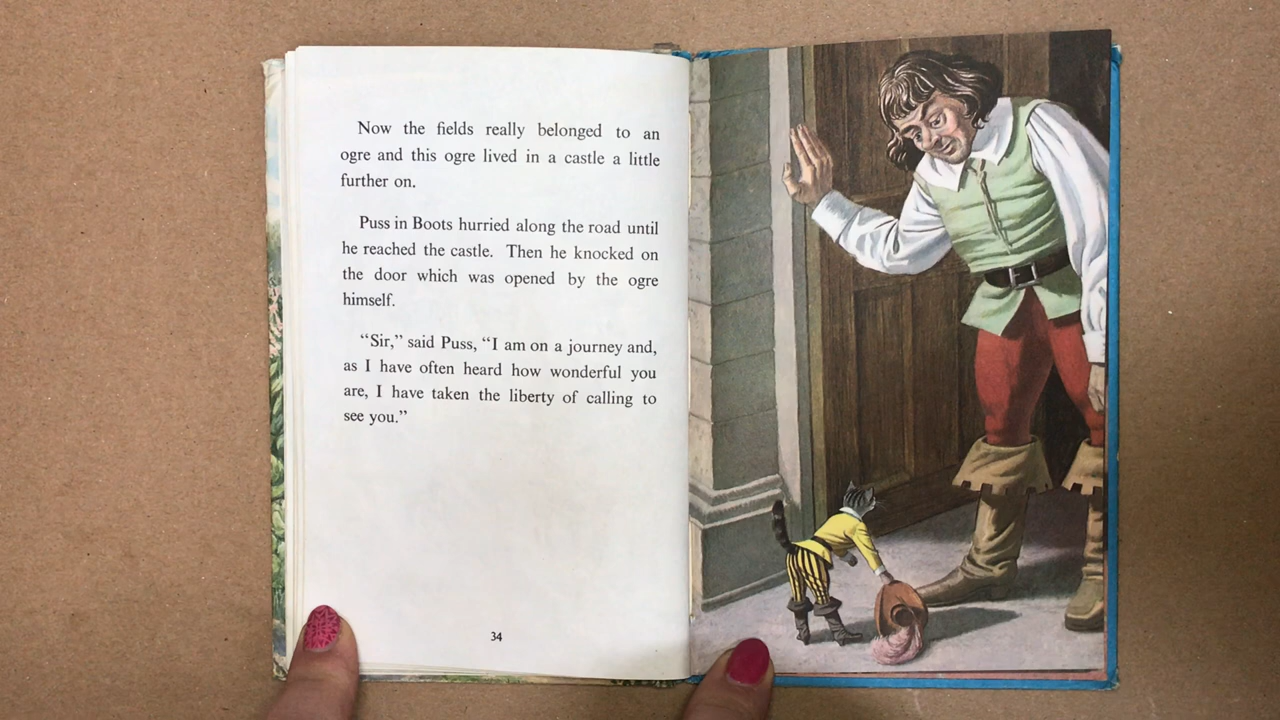 Now the fields really belonged to an
ogre and this ogre lived in a castle a little
further on.
Puss in Boots hurried along the road until
he reached the castle. Then he knocked on
the door which was opened by the ogre
himself.
“Sir,” said Puss, “I am on a journey and,
as I have often heard how wonderful you
are, I have taken the liberty of calling to
see you.”
34